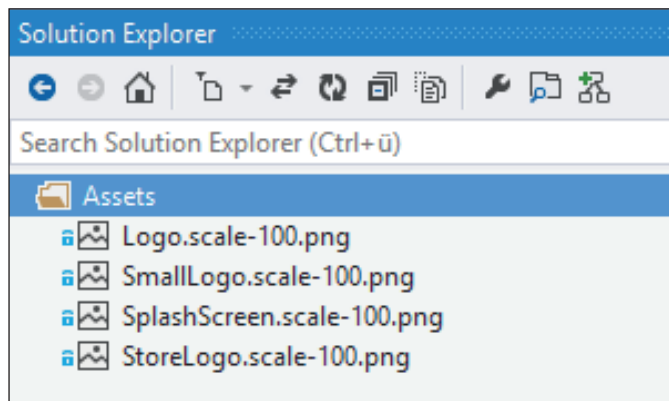 Solution Explorer
Search Solution Explorer (Ctrl+ü)
Assets
Logo.scale-100.png
SmallLogo.scale-100.png
SplashScreen.scale-100.png
StoreLogo.scale-100.png